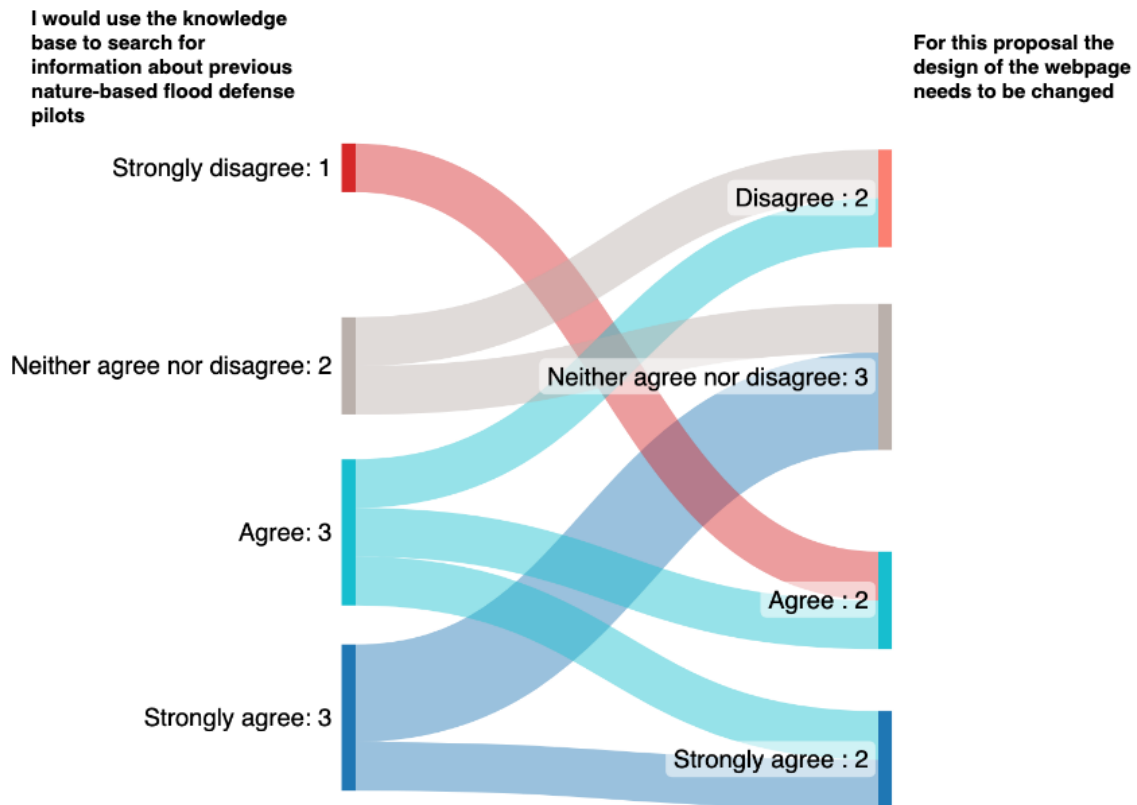 I would use the knowledge
base to search for
information about previous
nature-based flood defense
pilots
For this proposal the
design of the webpage
needs to be changed
Strongly disagree: 1
Neither agree nor disagree: 2
Agree: 3
Strongly agree: 3
Disagree : 2
Neither agree nor disagree: 3
Agree : 2
Strongly agree : 2